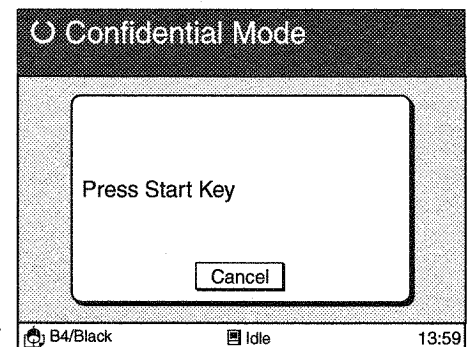 Confidential Mode
Press Start Key
Cancel
B4/Black Idle 13:59